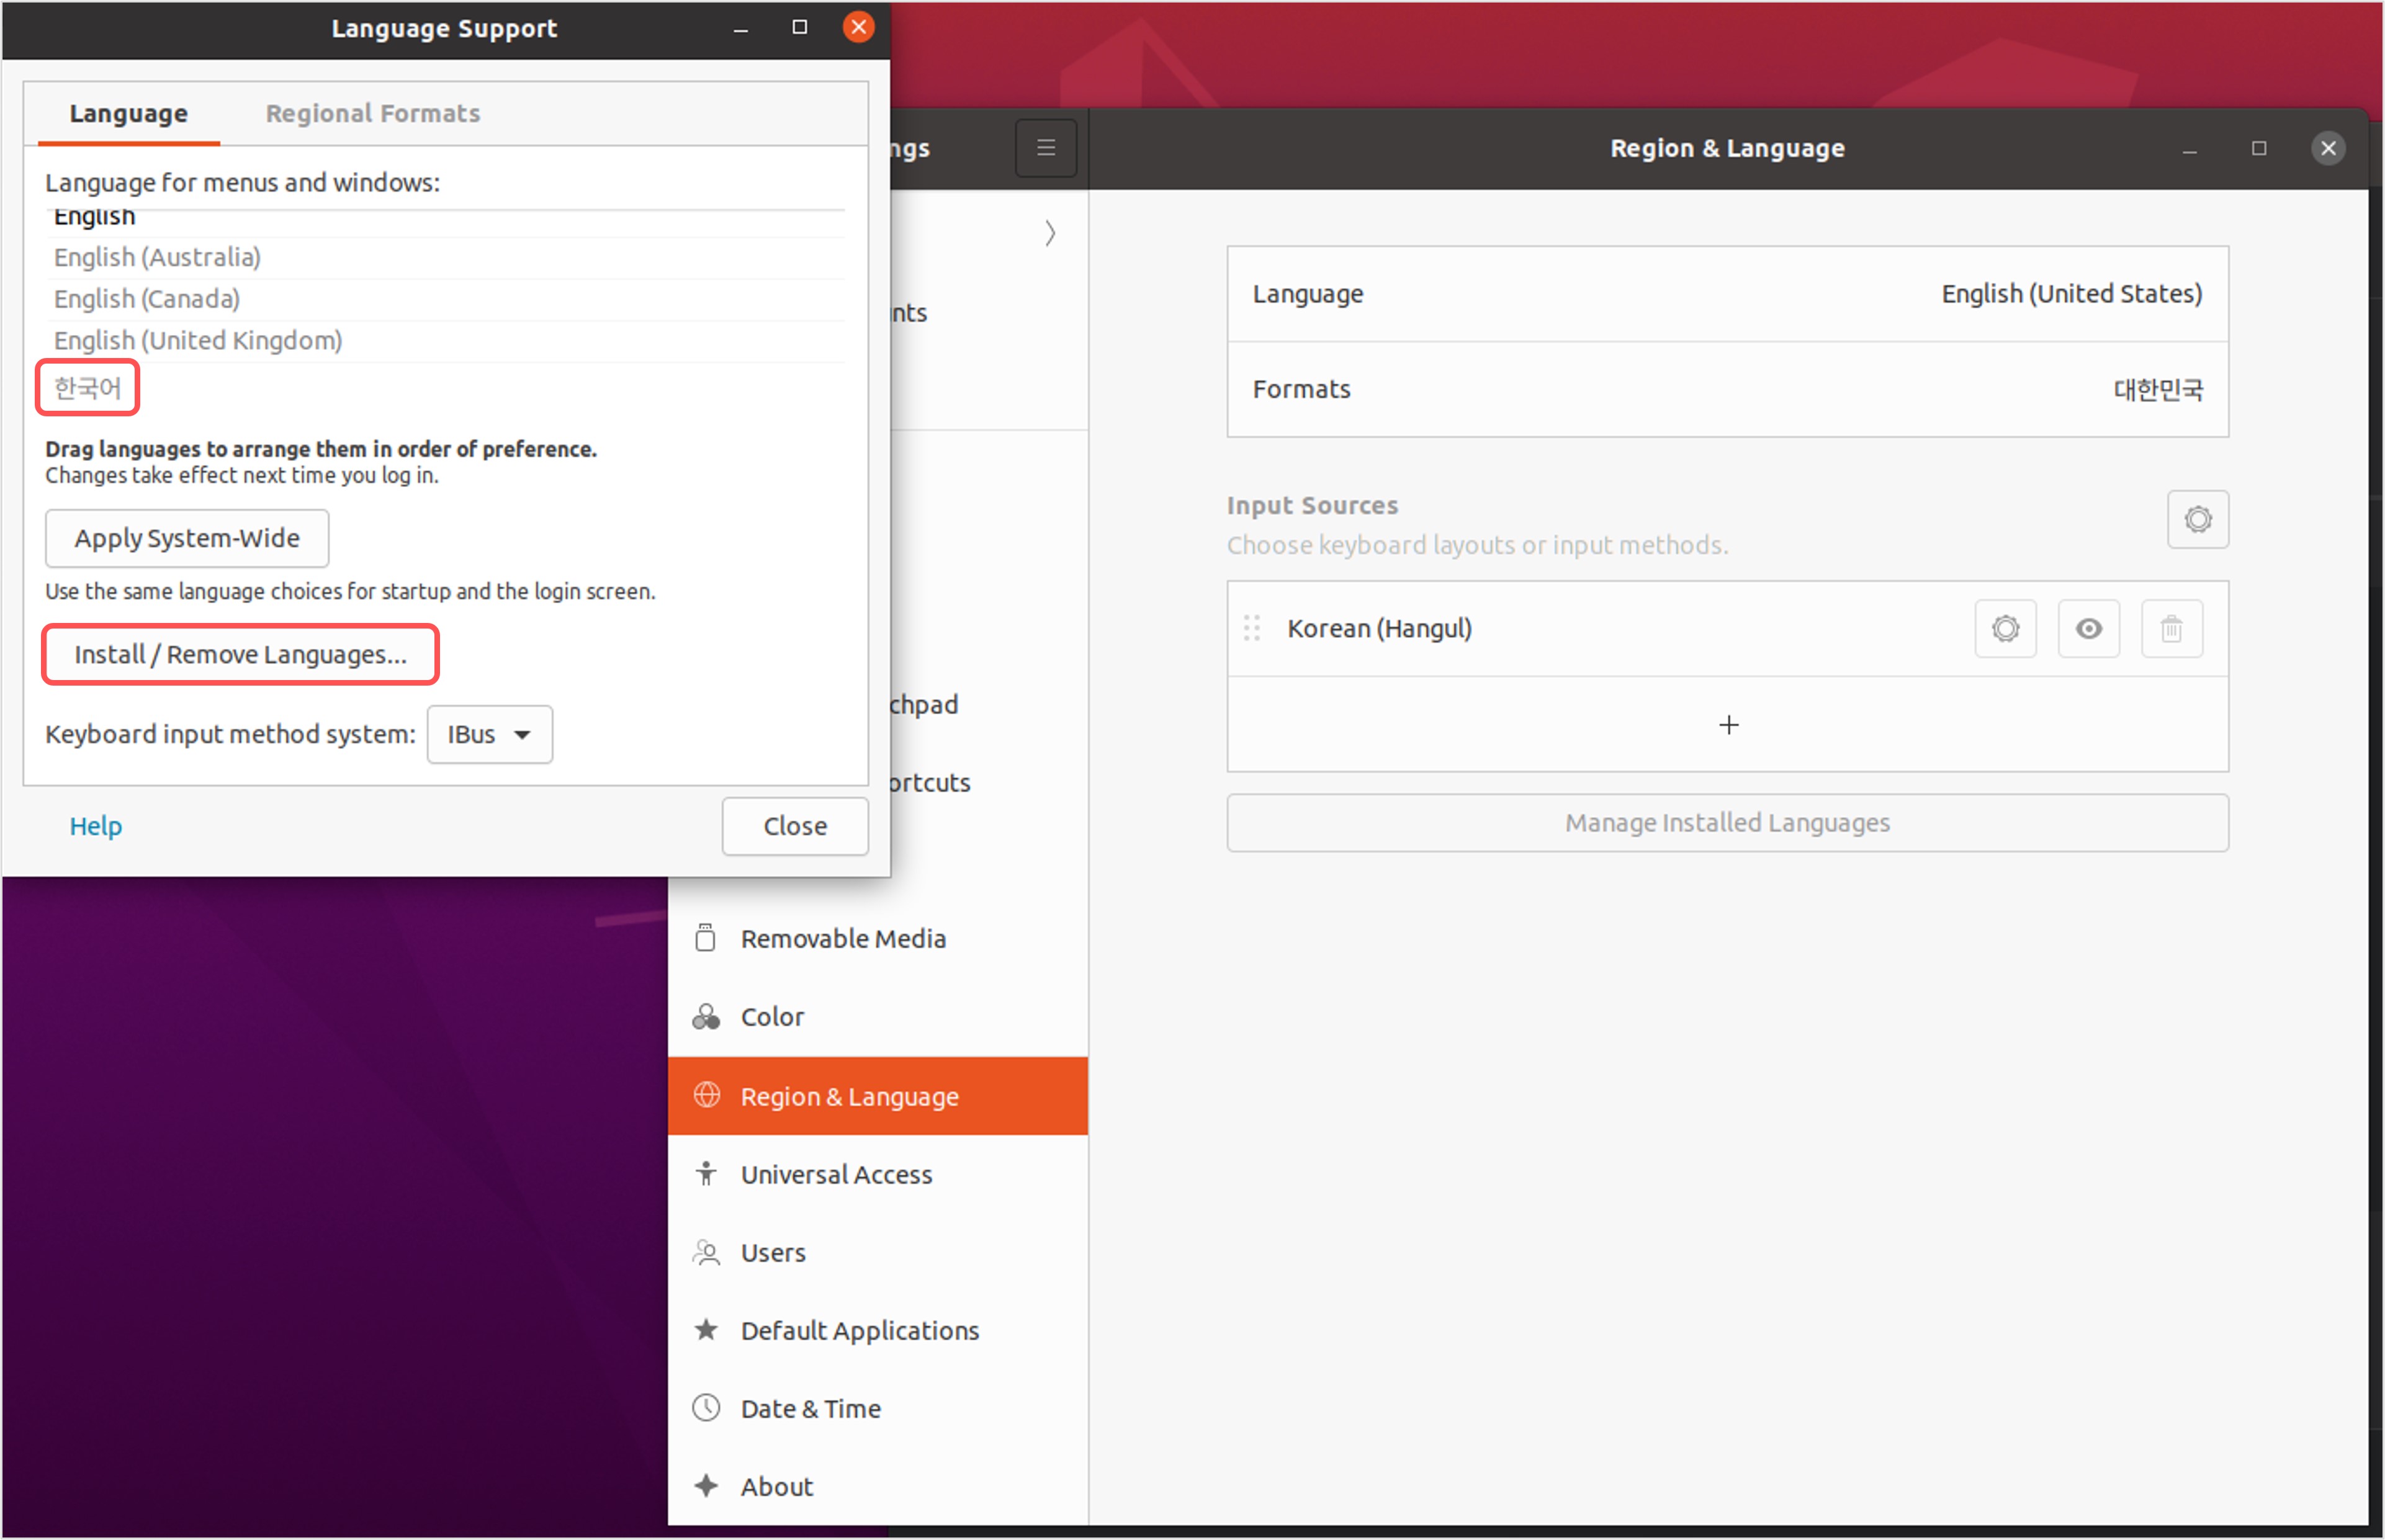 Language Support
Language
Regional Formats
Language for menus and windows:
English
English (Australia)
English (Canada)
English (United Kingdom)
한국어
Drag languages to arrange them in order of preference.
Changes take effect next time you log in.
Apply System-Wide
Use the same language choices for startup and the login screen.
Install / Remove Languages...
Keyboard input method system: IBus
Help
Close
ngs
nts
chpad
ortcuts
Removable Media
Color
Region & Language
Universal Access
Users
Default Applications
Date & Time
About
Region & Language
Language English (United States)
Formats 대한민국
Input Sources
Choose keyboard layouts or input methods.
Korean (Hangul)
Manage Installed Languages